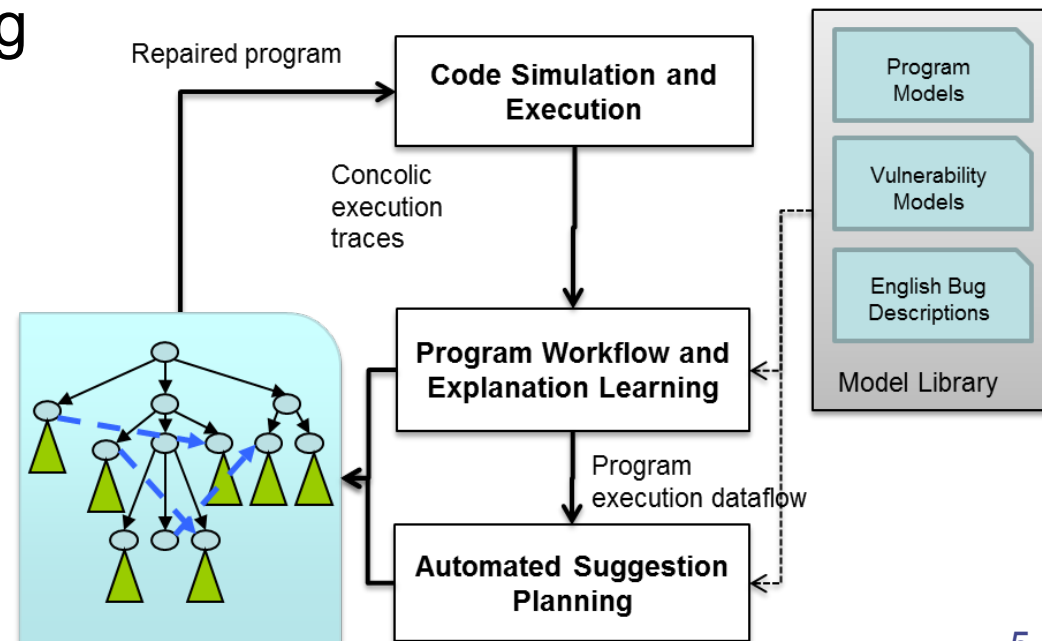 g
Repaired program
Code Simulation and
Execution
Concolic
execution
traces
Program Workflow and
Explanation Learning
Program
execution dataflow
Automated Suggestion
Planning
Program
Models
Vulnerability
Models
English Bug
Descriptions
Model Library
5